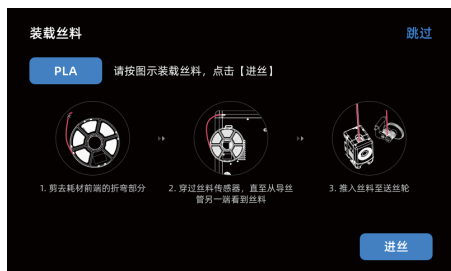 装载丝料
跳过
PLA
请按图示装载丝料，点击【进丝】
1. 剪去耗材前端的折弯部分
2. 穿过丝料传感器，直至从导丝
管另一端看到丝料
3. 推入丝料至送丝轮
进丝